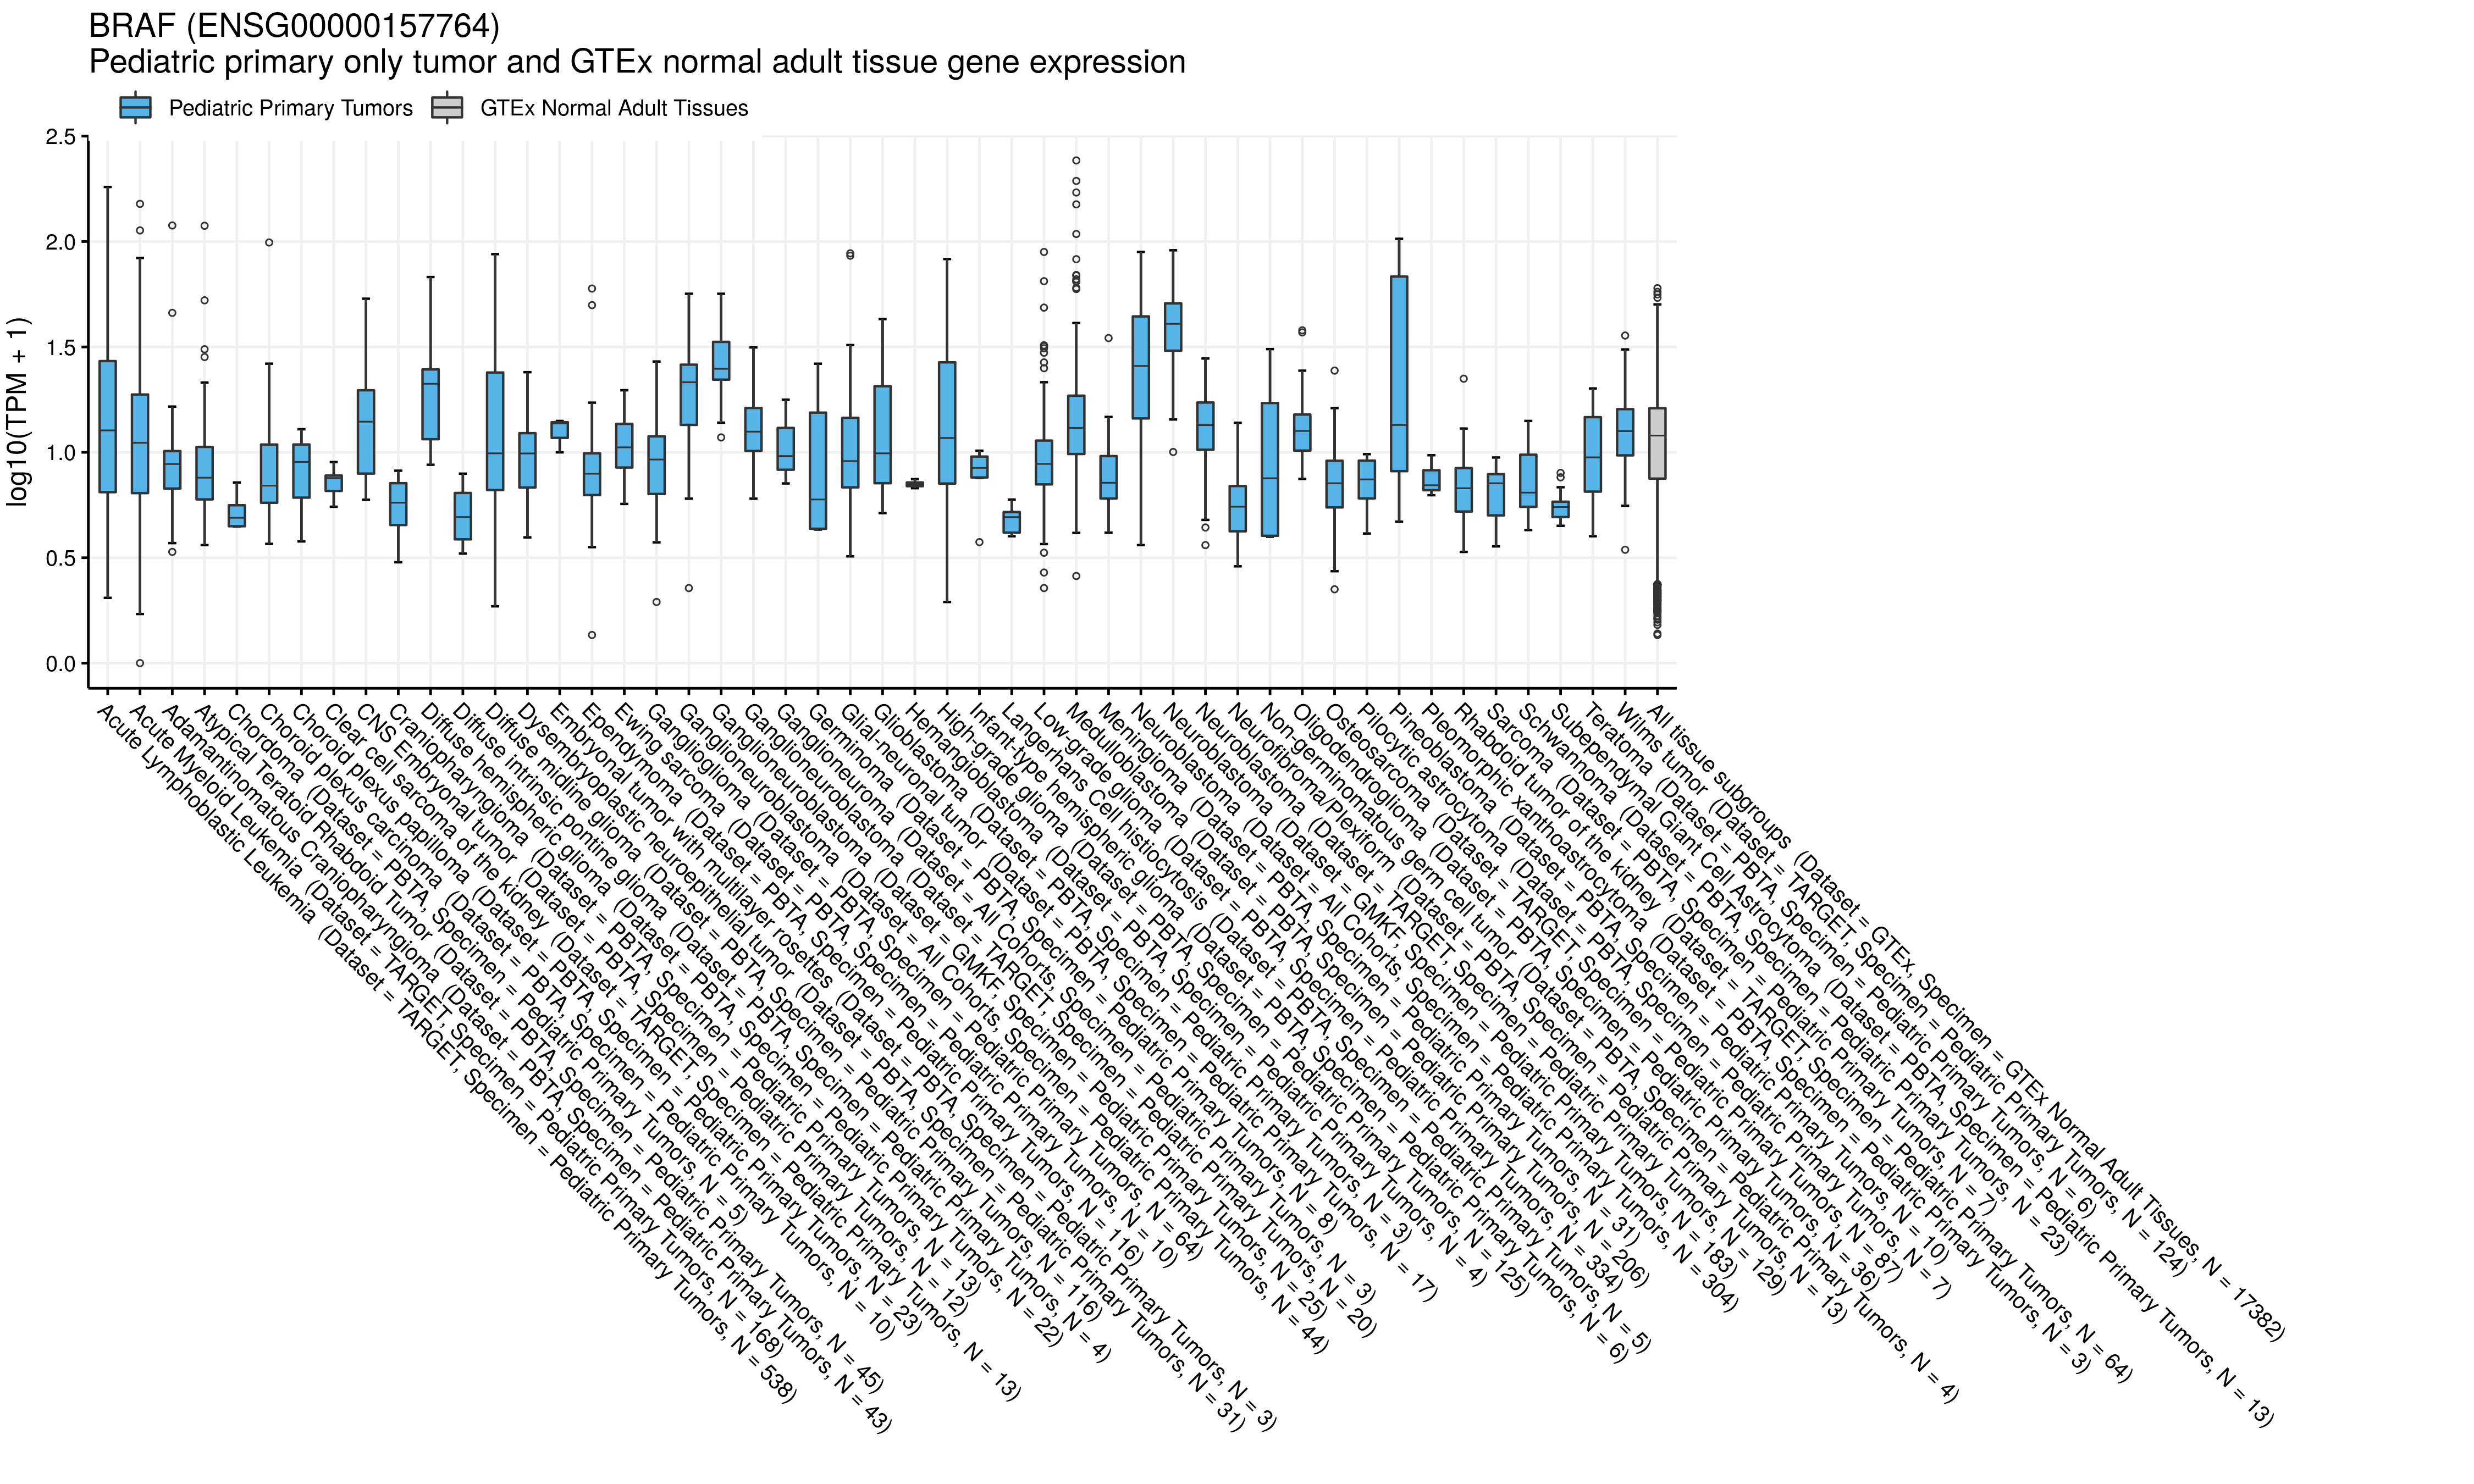 BRAF (ENSG00000157764)
Pediatric primary only tumor and GTEx normal adult tissue gene expression
Pediatric Primary Tumors
GTEx Normal Adult Tissues
log10(TPM + 1)
2.5
2.0
1.5
1.0
0.5
0.0
Acute Lymphoblastic Leukemia (Dataset = TARGET, Specimen = Pediatric Primary Tumors, N = 538)
Acute Myeloid Leukemia (Dataset = TARGET, Specimen = Pediatric Primary Tumors, N = 168)
Adamantinomatous Craniopharyngioma (Dataset = PBTA, Specimen = Pediatric Primary Tumors, N = 43)
Atypical Teratoid Rhabdoid Tumor (Dataset = PBTA, Specimen = Pediatric Primary Tumors, N = 45)
Chordoma (Dataset = PBTA, Specimen = Pediatric Primary Tumors, N = 5)
Choroid plexus carcinoma (Dataset = PBTA, Specimen = Pediatric Primary Tumors, N = 10)
Choroid plexus papilloma (Dataset = PBTA, Specimen = Pediatric Primary Tumors, N = 23)
Clear cell sarcoma of the kidney (Dataset = TARGET, Specimen = Pediatric Primary Tumors, N = 13)
CNS Embryonal tumor (Dataset = PBTA, Specimen = Pediatric Primary Tumors, N = 12)
Craniopharyngioma (Dataset = PBTA, Specimen = Pediatric Primary Tumors, N = 13)
Diffuse hemispheric glioma (Dataset = PBTA, Specimen = Pediatric Primary Tumors, N = 22)
Diffuse intrinsic pontine glioma (Dataset = PBTA, Specimen = Pediatric Primary Tumors, N = 4)
Diffuse midline glioma (Dataset = PBTA, Specimen = Pediatric Primary Tumors, N = 116)
Dysembryoplastic neuroepithelial tumor (Dataset = PBTA, Specimen = Pediatric Primary Tumors, N = 31)
Embryonal tumor with multilayer rosettes (Dataset = PBTA, Specimen = Pediatric Primary Tumors, N = 3)
Ependymoma (Dataset = PBTA, Specimen = Pediatric Primary Tumors, N = 116)
Ewing sarcoma (Dataset = PBTA, Specimen = Pediatric Primary Tumors, N = 10)
Ganglioglioma (Dataset = PBTA, Specimen = Pediatric Primary Tumors, N = 64)
Ganglioneuroblastoma (Dataset = All Cohorts, Specimen = Pediatric Primary Tumors, N = 44)
Ganglioneuroblastoma (Dataset = GMKF, Specimen = Pediatric Primary Tumors, N = 25)
Ganglioneuroblastoma (Dataset = TARGET, Specimen = Pediatric Primary Tumors, N = 20)
Ganglioneuroma (Dataset = All Cohorts, Specimen = Pediatric Primary Tumors, N = 3)
Germinoma (Dataset = PBTA, Specimen = Pediatric Primary Tumors, N = 8)
Glial-neuronal tumor (Dataset = PBTA, Specimen = Pediatric Primary Tumors, N = 17)
Glioblastoma (Dataset = PBTA, Specimen = Pediatric Primary Tumors, N = 3)
Hemangioblastoma (Dataset = PBTA, Specimen = Pediatric Primary Tumors, N = 4)
High-grade glioma (Dataset = PBTA, Specimen = Pediatric Primary Tumors, N = 125)
Infant-type hemispheric glioma (Dataset = PBTA, Specimen = Pediatric Primary Tumors, N = 6)
Langerhans Cell histiocytosis (Dataset = PBTA, Specimen = Pediatric Primary Tumors, N = 5)
Low-grade glioma (Dataset = PBTA, Specimen = Pediatric Primary Tumors, N = 334)
Medulloblastoma (Dataset = PBTA, Specimen = Pediatric Primary Tumors, N = 206)
Meningioma (Dataset = PBTA, Specimen = Pediatric Primary Tumors, N = 31)
Neuroblastoma (Dataset = All Cohorts, Specimen = Pediatric Primary Tumors, N = 304)
Neuroblastoma (Dataset = GMKF, Specimen = Pediatric Primary Tumors, N = 183)
Neuroblastoma (Dataset = TARGET, Specimen = Pediatric Primary Tumors, N = 129)
Neurofibroma/Plexiform (Dataset = PBTA, Specimen = Pediatric Primary Tumors, N = 13)
Non-germinomatous germ cell tumor (Dataset = PBTA, Specimen = Pediatric Primary Tumors, N = 4)
Oligodendroglioma (Dataset = PBTA, Specimen = Pediatric Primary Tumors, N = 36)
Osteosarcoma (Dataset = TARGET, Specimen = Pediatric Primary Tumors, N = 87)
Pilocytic astrocytoma (Dataset = PBTA, Specimen = Pediatric Primary Tumors, N = 7)
Pineoblastoma (Dataset = PBTA, Specimen = Pediatric Primary Tumors, N = 10)
Pleomorphic xanthoastrocytoma (Dataset = PBTA, Specimen = Pediatric Primary Tumors, N = 3)
Rhabdoid tumor of the kidney (Dataset = TARGET, Specimen = Pediatric Primary Tumors, N = 64)
Sarcoma (Dataset = PBTA, Specimen = Pediatric Primary Tumors, N = 7)
Schwannoma (Dataset = PBTA, Specimen = Pediatric Primary Tumors, N = 23)
Subependymal Giant Cell Astrocytoma (Dataset = PBTA, Specimen = Pediatric Primary Tumors, N = 13)
Teratoma (Dataset = PBTA, Specimen = Pediatric Primary Tumors, N = 6)
Wilms tumor (Dataset = TARGET, Specimen = Pediatric Primary Tumors, N = 124)
All tissue subgroups (Dataset = GTEx, Specimen = GTEx Normal Adult Tissues, N = 17382)